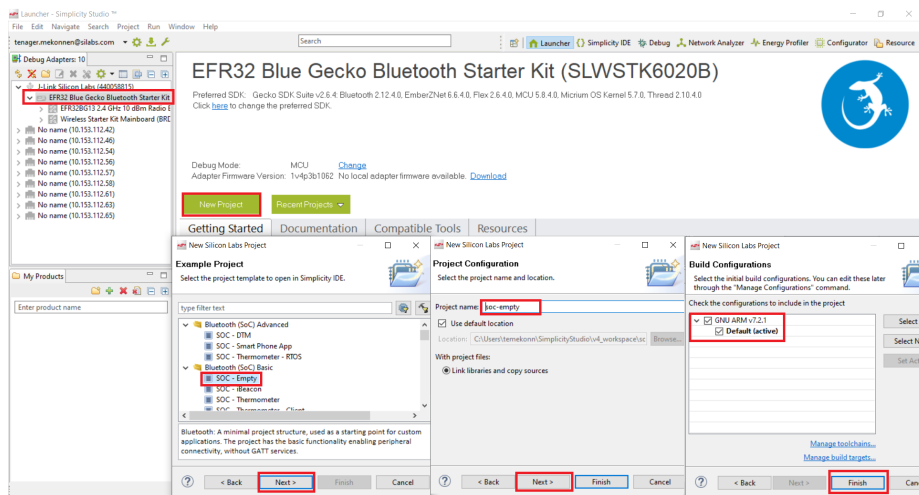 Launcher - Simplicity Studio ™
File Edit Navigate Search Project Run Window Help
tenager.mekonnen@silabs.com
Search
Launcher
Simplicity IDE
Debug
Network Analyzer
Energy Profiler
Configurator
Resource
Debug Adapters: 10
J-Link Silicon Labs (440058815)
EFR32 Blue Gecko Bluetooth Starter Kit
EFR32BG13 2.4 GHz 10 dBm Radio B
Wireless Starter Kit Mainboard (BRD
No name (10.153.112.42)
No name (10.153.112.46)
No name (10.153.112.54)
No name (10.153.112.56)
No name (10.153.112.57)
No name (10.153.112.58)
No name (10.153.112.61)
No name (10.153.112.63)
No name (10.153.112.65)
EFR32 Blue Gecko Bluetooth Starter Kit (SLWSTK6020B)
Preferred SDK: Gecko SDK Suite v2.6.4: Bluetooth 2.12.4.0, EmberZNet 6.6.4.0, Flex 2.6.4.0, MCU 5.8.4.0, Micrium OS Kernel 5.7.0, Thread 2.10.4.0
Click here to change the preferred SDK.
Debug Mode: MCU Change
Adapter Firmware Version: 1v4p3b1062 No local adapter firmware available. Download
New Project
Recent Projects
Getting Started
Documentation
Compatible Tools
Resources
My Products
Enter product name
New Silicon Labs Project
Example Project
Select the project template to open in Simplicity IDE.
type filter text
Bluetooth (SoC) Advanced
SOC - DTM
SOC - Smart Phone App
SOC - Thermometer - RTOS
Bluetooth (SoC) Basic
SOC - Empty
SOC - iBeacon
SOC - Thermometer
SOC - Thermometer - Client
Bluetooth: A minimal project structure, used as a starting point for custom
applications. The project has the basic functionality enabling peripheral
connectivity, without GATT services.
? < Back Next > Finish Cancel
New Silicon Labs Project
Project Configuration
Select the project name and location.
Project name: soc-empty
Use default location
Location: C:\Users\temekonn\SimplicityStudio\v4_workspace\sc Browse...
With project files:
Link libraries and copy sources
? < Back Next > Finish Cancel
New Silicon Labs Project
Build Configurations
Select the initial build configurations. You can edit these later
through the "Manage Configurations" command.
Check the configurations to include in the project
GNU ARM v7.2.1
Default (active)
Select
Select N
Set Act
Manage toolchains...
Manage build targets...
? < Back Next > Finish Can